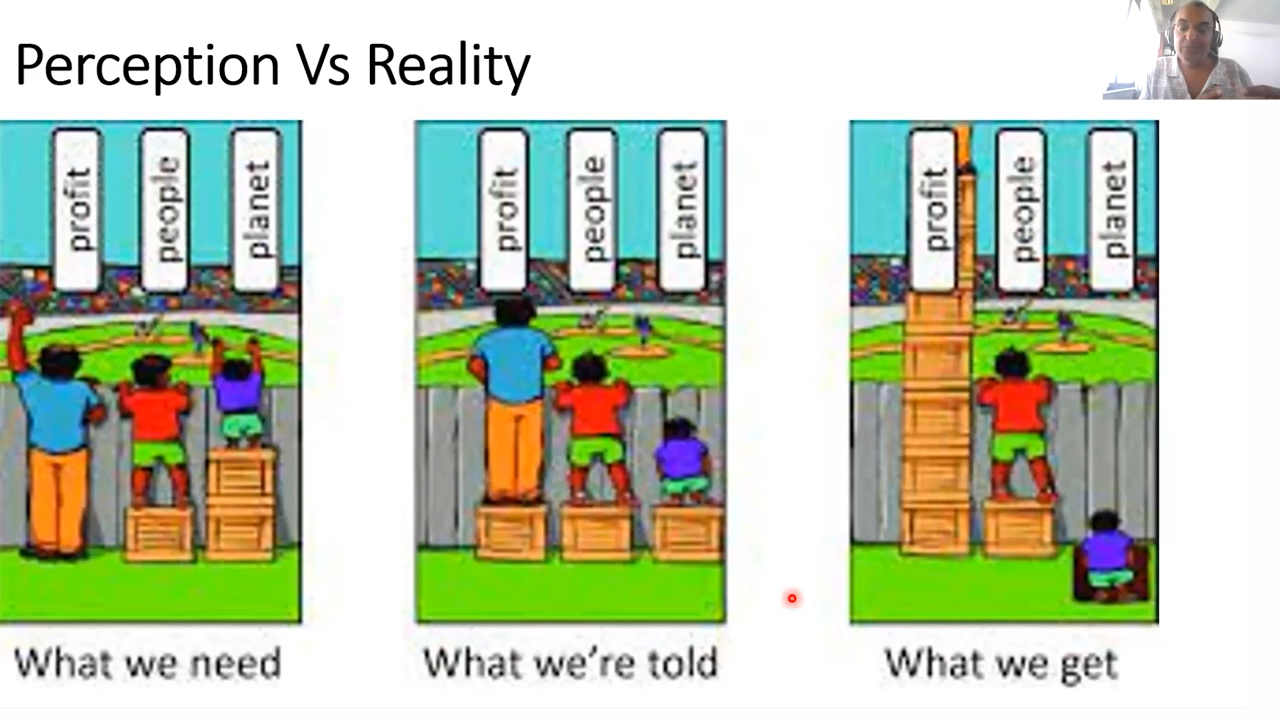 Perception Vs Reality
profit
people
planet
profit
people
planet
profit
people
planet
What we need
What we're told
What we get